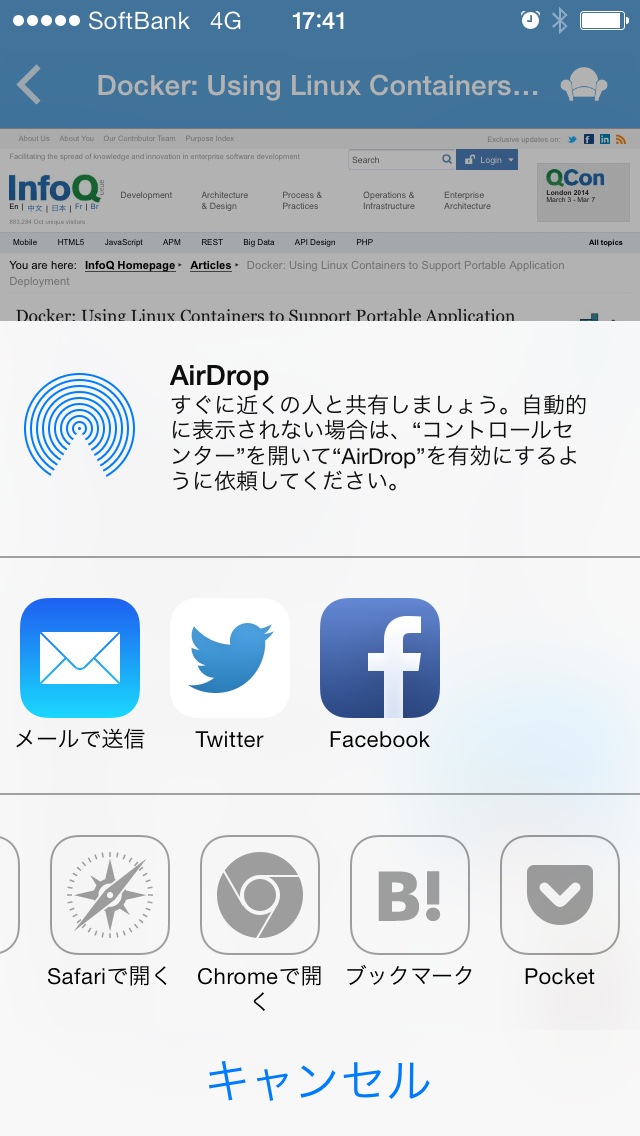 SoftBank 4G 17:41
Docker: Using Linux Containers...
About Us About You Our Contributor Team Purpose Index Exclusive updates on:
Facilitating the spread of knowledge and innovation in enterprise software development
Search Login
InfoQ
En | 中文 | 日本 | Fr | Br
883,284 Oct unique visitors
Development
Architecture
& Design
Process &
Practices
Operations &
Infrastructure
Enterprise
Architecture
QCon
London 2014
March 3 - Mar 7
Mobile HTML5 JavaScript APM REST Big Data API Design PHP All topics
You are here: InfoQ Homepage Articles Docker: Using Linux Containers to Support Portable Application
Deployment
Docker: Using Linux Containers to Support Portable Application
AirDrop
すぐに近くの人と共有しましょう。自動的
に表示されない場合は、“コントロールセ
ンター”を開いて“AirDrop”を有効にするよ
うに依頼してください。
メールで送信
Twitter
Facebook
B!
Safariで開く
Chromeで開
く
ブックマーク
Pocket
キャンセル